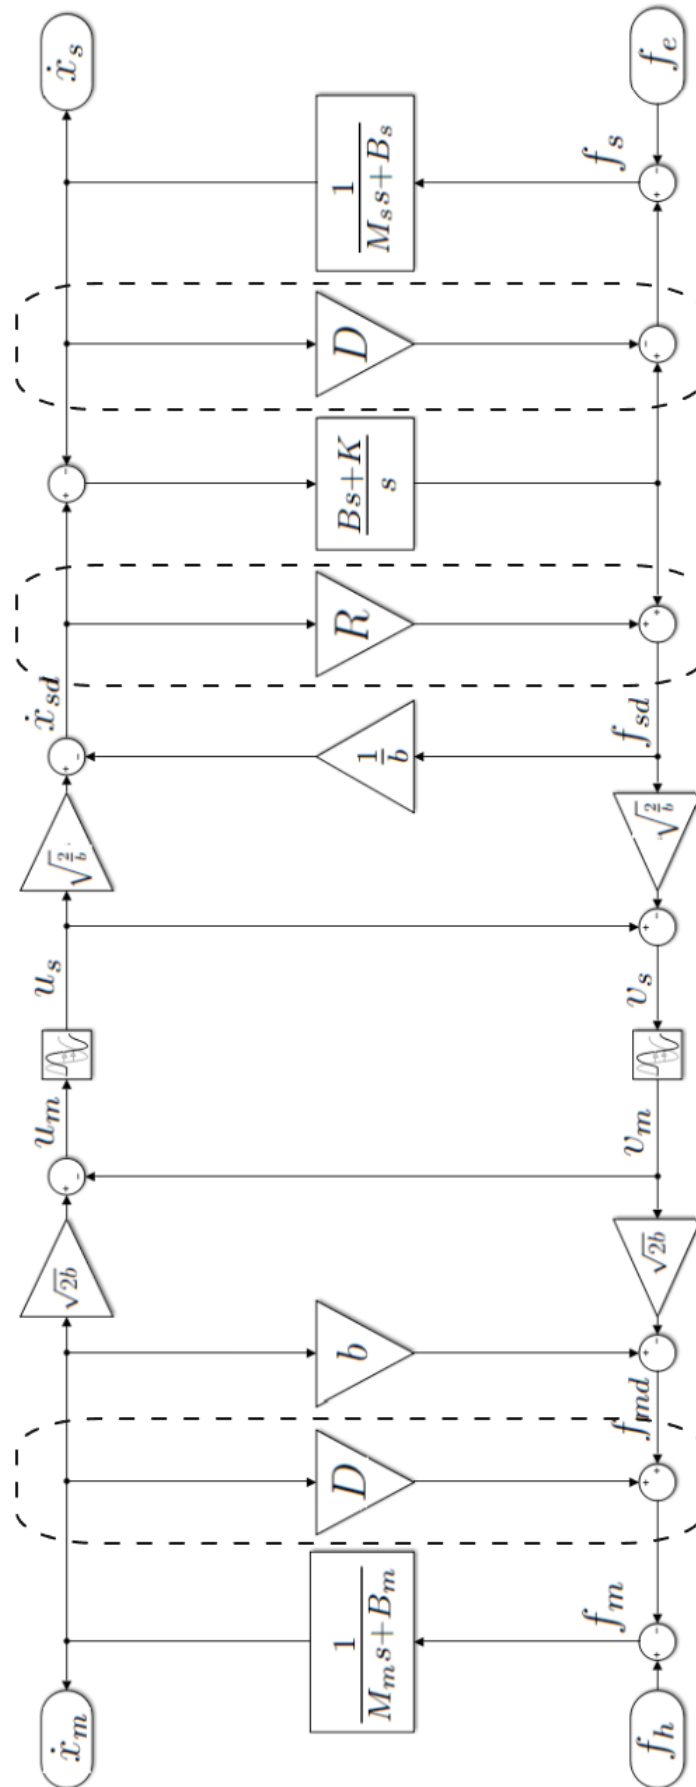 ẋ_m
√2b
u_m
u_s
√(2/b)
ẋ_sd
ẋ_s
+
-
+
-
+
-
1/(M_m s+B_m)
D
b
1/b
R
(Bs+K)/s
D
1/(M_s s+B_s)
f_h
f_m
f_md
√2b
v_m
v_s
√(2/b)
f_sd
f_s
f_e
+
-
+
+
+
-
+
-
+
+
+
-
+
-